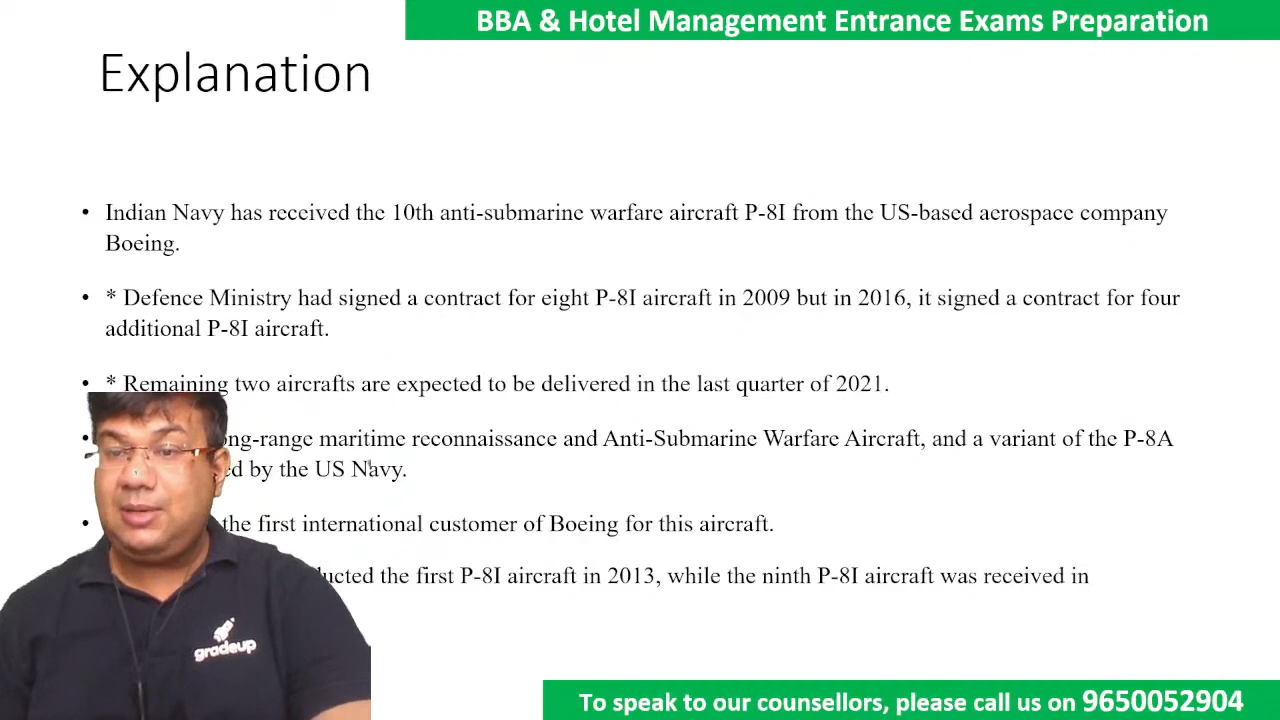 BBA & Hotel Management Entrance Exams Preparation
Explanation
• Indian Navy has received the 10th anti-submarine warfare aircraft P-8I from the US-based aerospace company
Boeing.
• * Defence Ministry had signed a contract for eight P-8I aircraft in 2009 but in 2016, it signed a contract for four
additional P-8I aircraft.
• * Remaining two aircrafts are expected to be delivered in the last quarter of 2021.
• maritime reconnaissance and Anti-Submarine Warfare Aircraft, and a variant of the P-8A
by the US Navy.
• the first international customer of Boeing for this aircraft.
the first P-8I aircraft in 2013, while the ninth P-8I aircraft was received in
gradeup
To speak to our counsellors, please call us on 9650052904